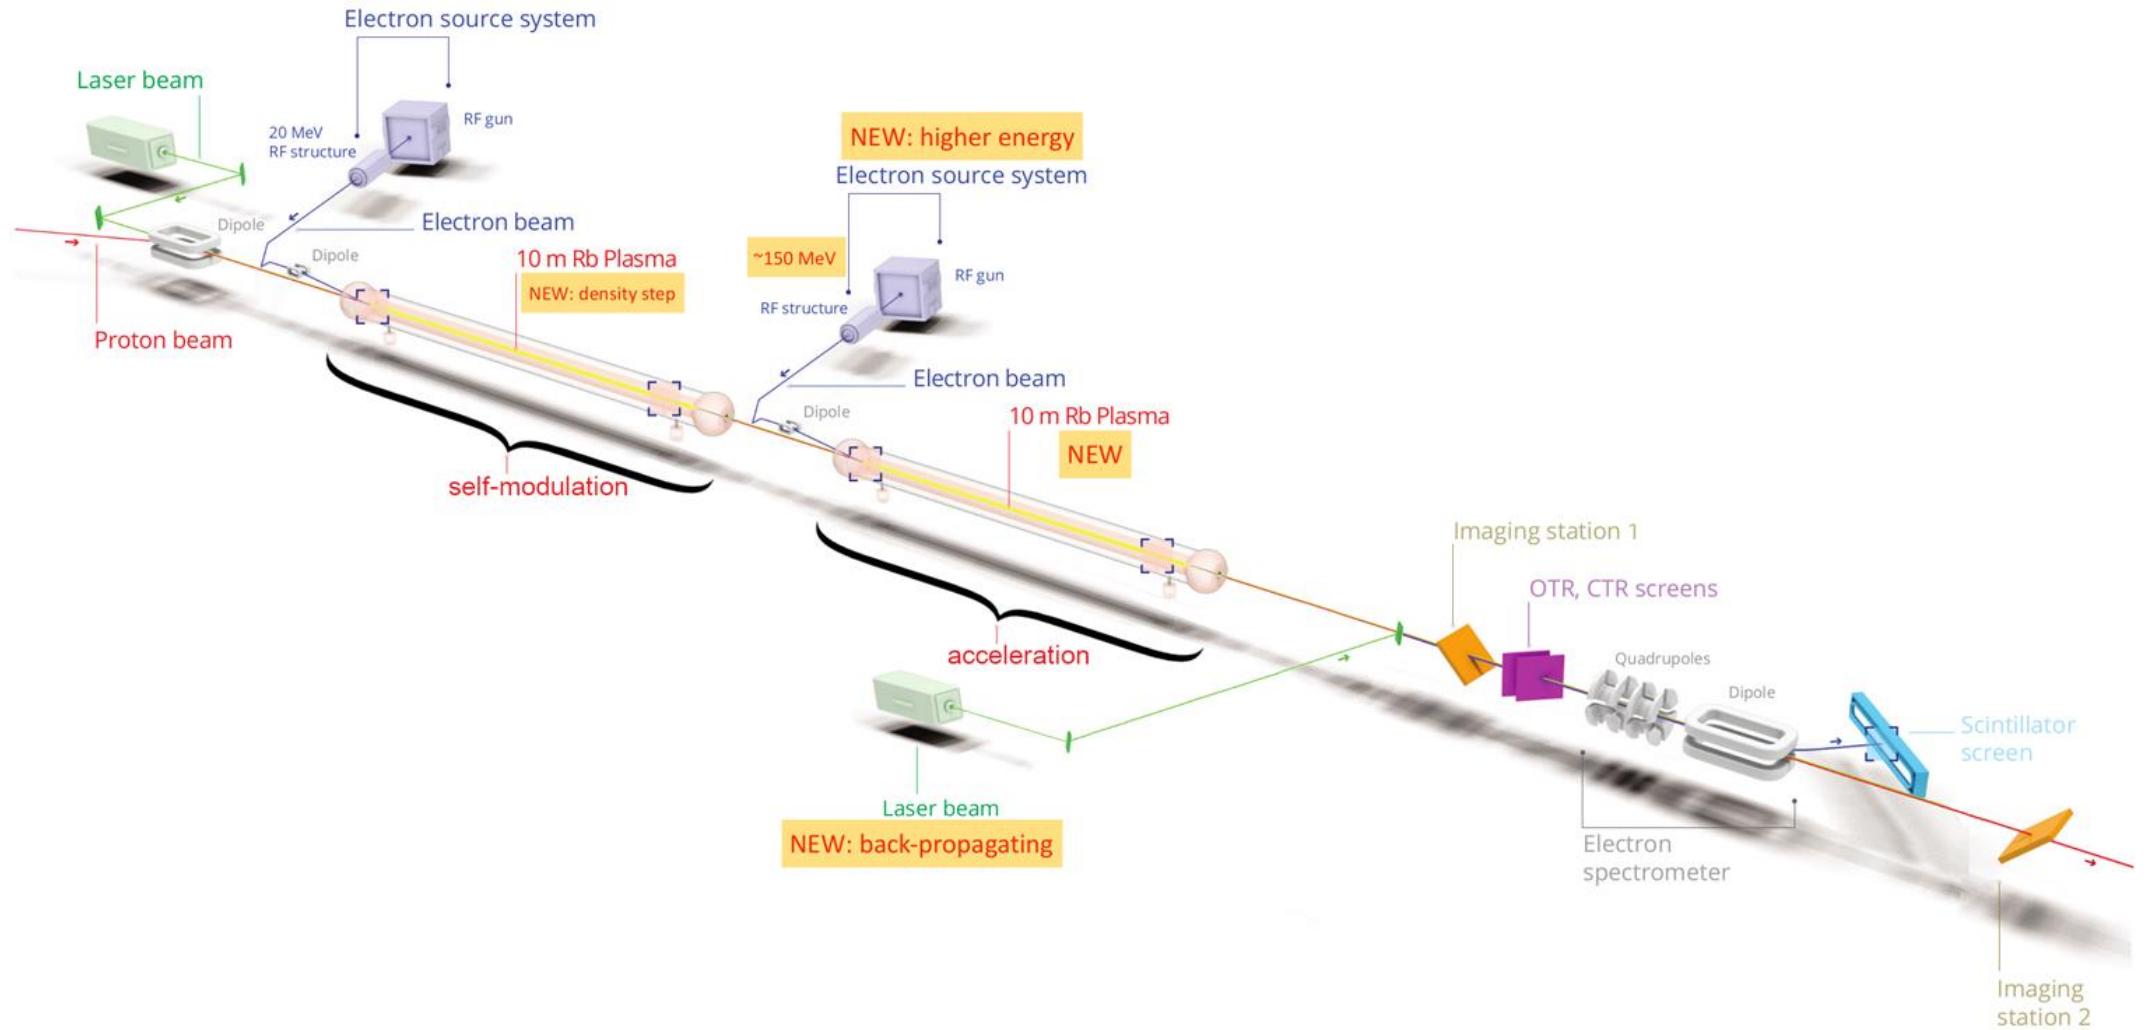 Electron source system
Laser beam
20 MeV
RF structure
RF gun
NEW: higher energy
Electron source system
Dipole
Electron beam
Dipole
10 m Rb Plasma
NEW: density step
~150 MeV
RF gun
RF structure
Proton beam
Electron beam
Dipole
10 m Rb Plasma
NEW
self-modulation
Imaging station 1
OTR, CTR screens
acceleration
Quadrupoles
Dipole
Scintillator
screen
Laser beam
NEW: back-propagating
Electron
spectrometer
Imaging
station 2